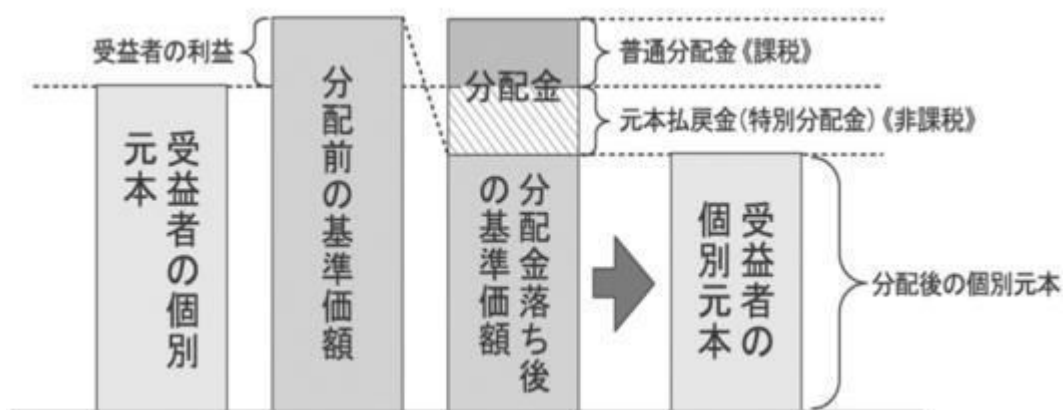 受益者の利益
受益者の個別
元本
分配前の基準価額
分配金
分配金落ち後
の基準価額
普通分配金《課税》
元本払戻金(特別分配金)《非課税》
受益者の
個別元本
分配後の個別元本